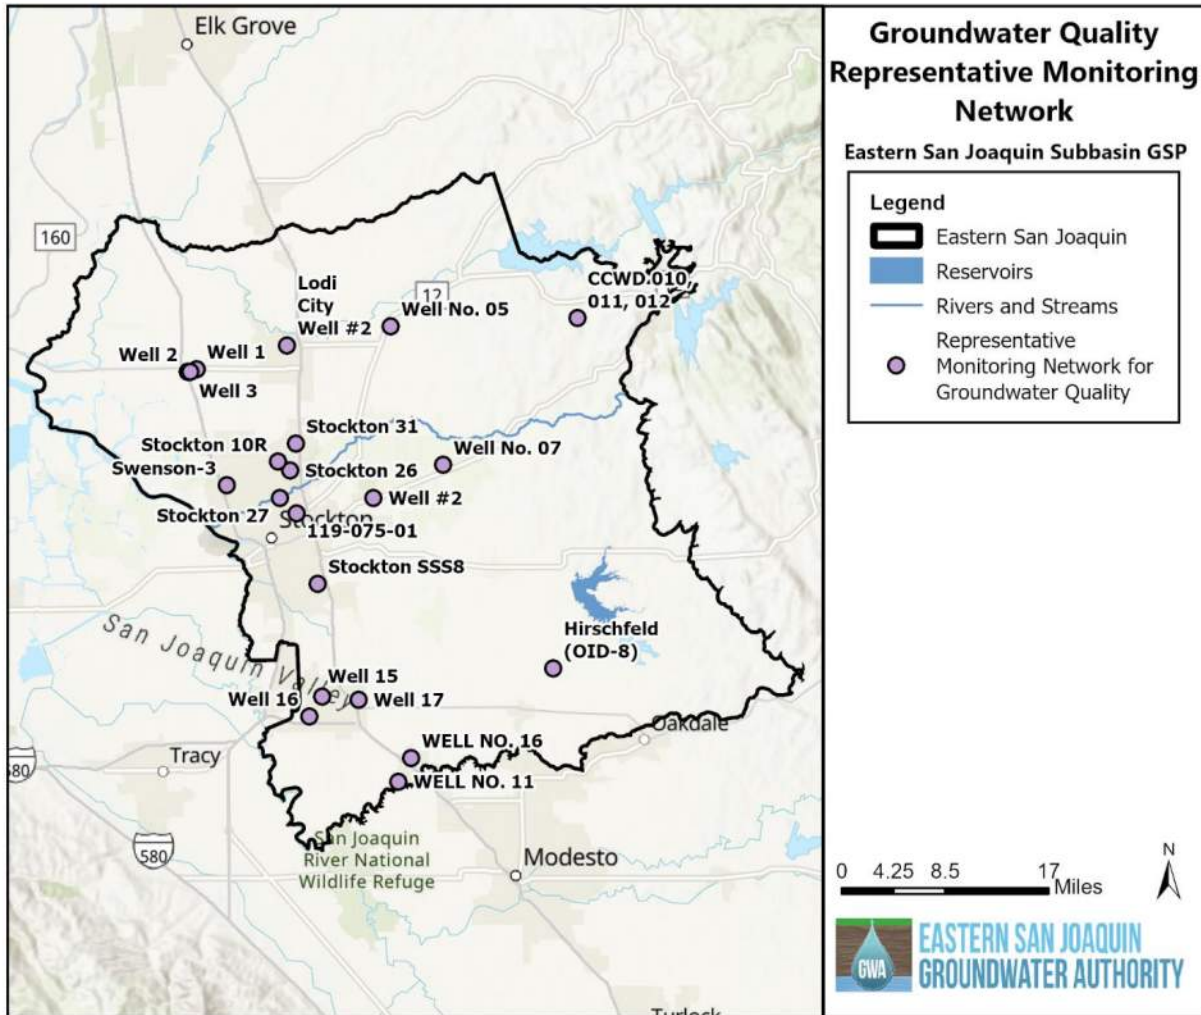 Elk Grove
160
Lodi
City
Well #2
12
Well No. 05
CCWD.010,
011, 012
Well 2
Well 1
Well 3
Stockton 31
Stockton 10R
Swenson-3
Stockton 26
Well No. 07
Well #2
Stockton 27
119-075-01
Stockton
Stockton SSS8
Hirschfeld
(OID-8)
San Joaquin Valley
Well 15
Well 16
Well 17
Oakdale
WELL NO. 16
WELL NO. 11
Tracy
580
580
San Joaquin
River National
Wildlife Refuge
Modesto
Turlock
Groundwater Quality
Representative Monitoring
Network
Eastern San Joaquin Subbasin GSP
Legend
Eastern San Joaquin
Reservoirs
Rivers and Streams
Representative
Monitoring Network for
Groundwater Quality
0 4.25 8.5 17
Miles
N
GWA
EASTERN SAN JOAQUIN
GROUNDWATER AUTHORITY